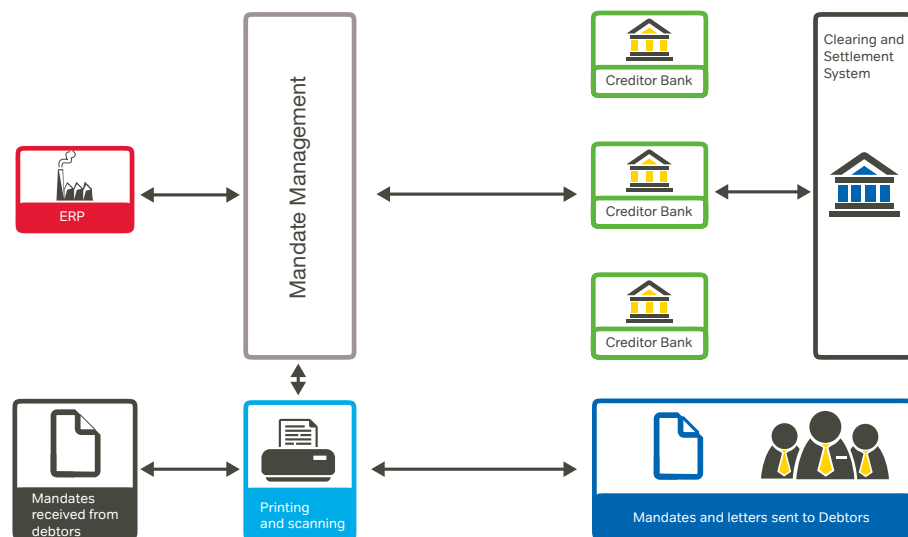 Creditor Bank
Clearing and
Settlement
System
Mandate Management
ERP
Creditor Bank
Creditor Bank
Mandates
received from
debtors
Printing
and scanning
Mandates and letters sent to Debtors